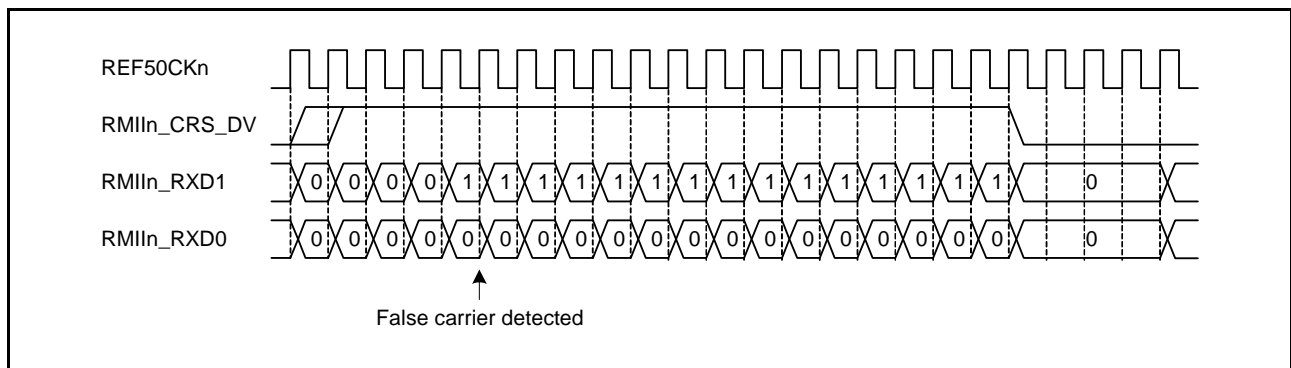 REF50CKn
RMIIn_CRS_DV
RMIIn_RXD1 0 0 0 0 1 1 1 1 1 1 1 1 1 1 1 1 1 1 1 0
RMIIn_RXD0 0 0 0 0 0 0 0 0 0 0 0 0 0 0 0 0 0 0 0 0
False carrier detected